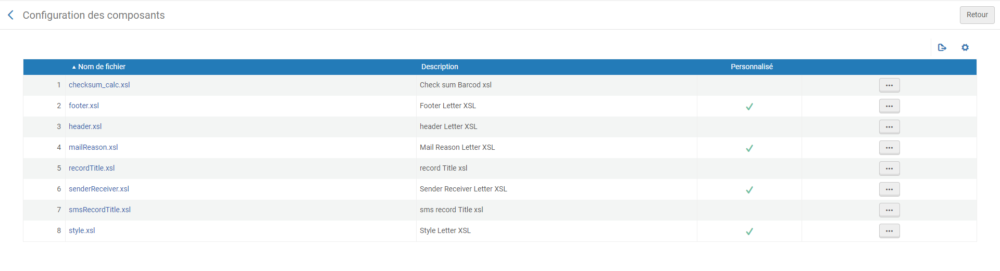 Configuration des composants
Retour
Nom de fichier Description Personnalisé
1 checksum_calc.xsl Check sum Barcod xsl
2 footer.xsl Footer Letter XSL
3 header.xsl header Letter XSL
4 mailReason.xsl Mail Reason Letter XSL
5 recordTitle.xsl record Title xsl
6 senderReceiver.xsl Sender Receiver Letter XSL
7 smsRecordTitle.xsl sms record Title xsl
8 style.xsl Style Letter XSL